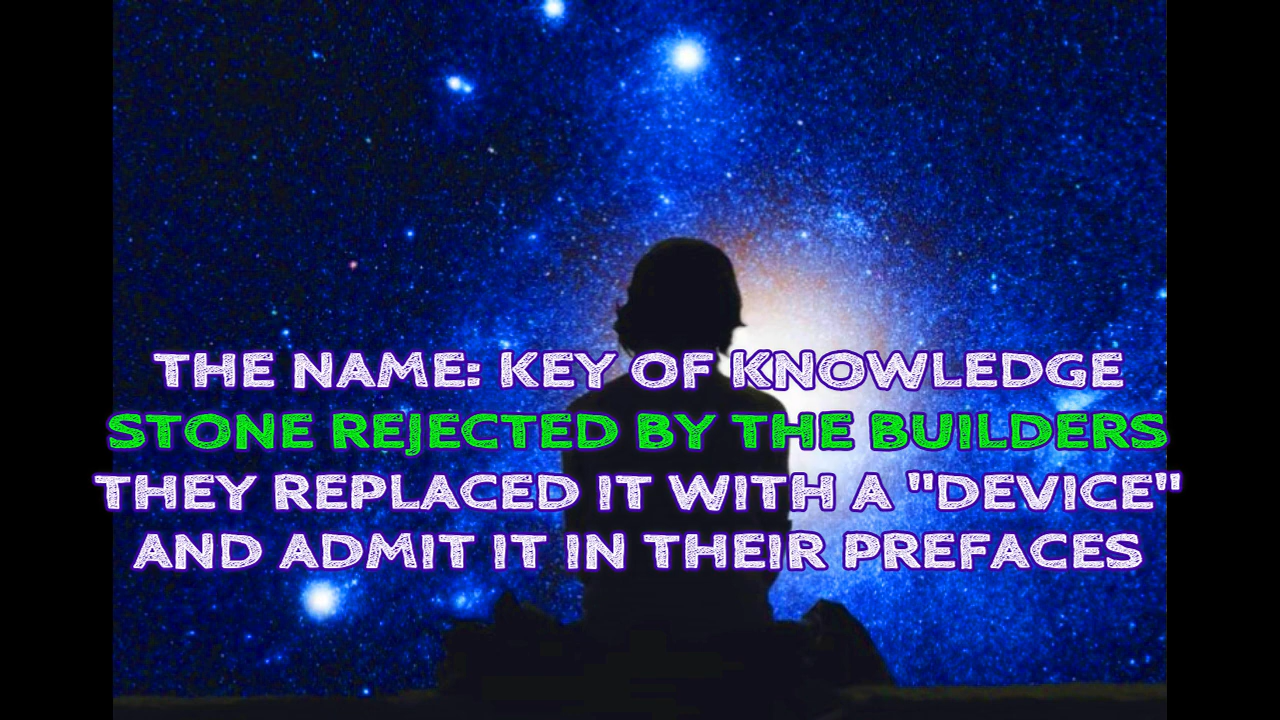 THE NAME: KEY OF KNOWLEDGE
STONE REJECTED BY THE BUILDERS
THEY REPLACED IT WITH A "DEVICE"
AND ADMIT IT IN THEIR PREFACES